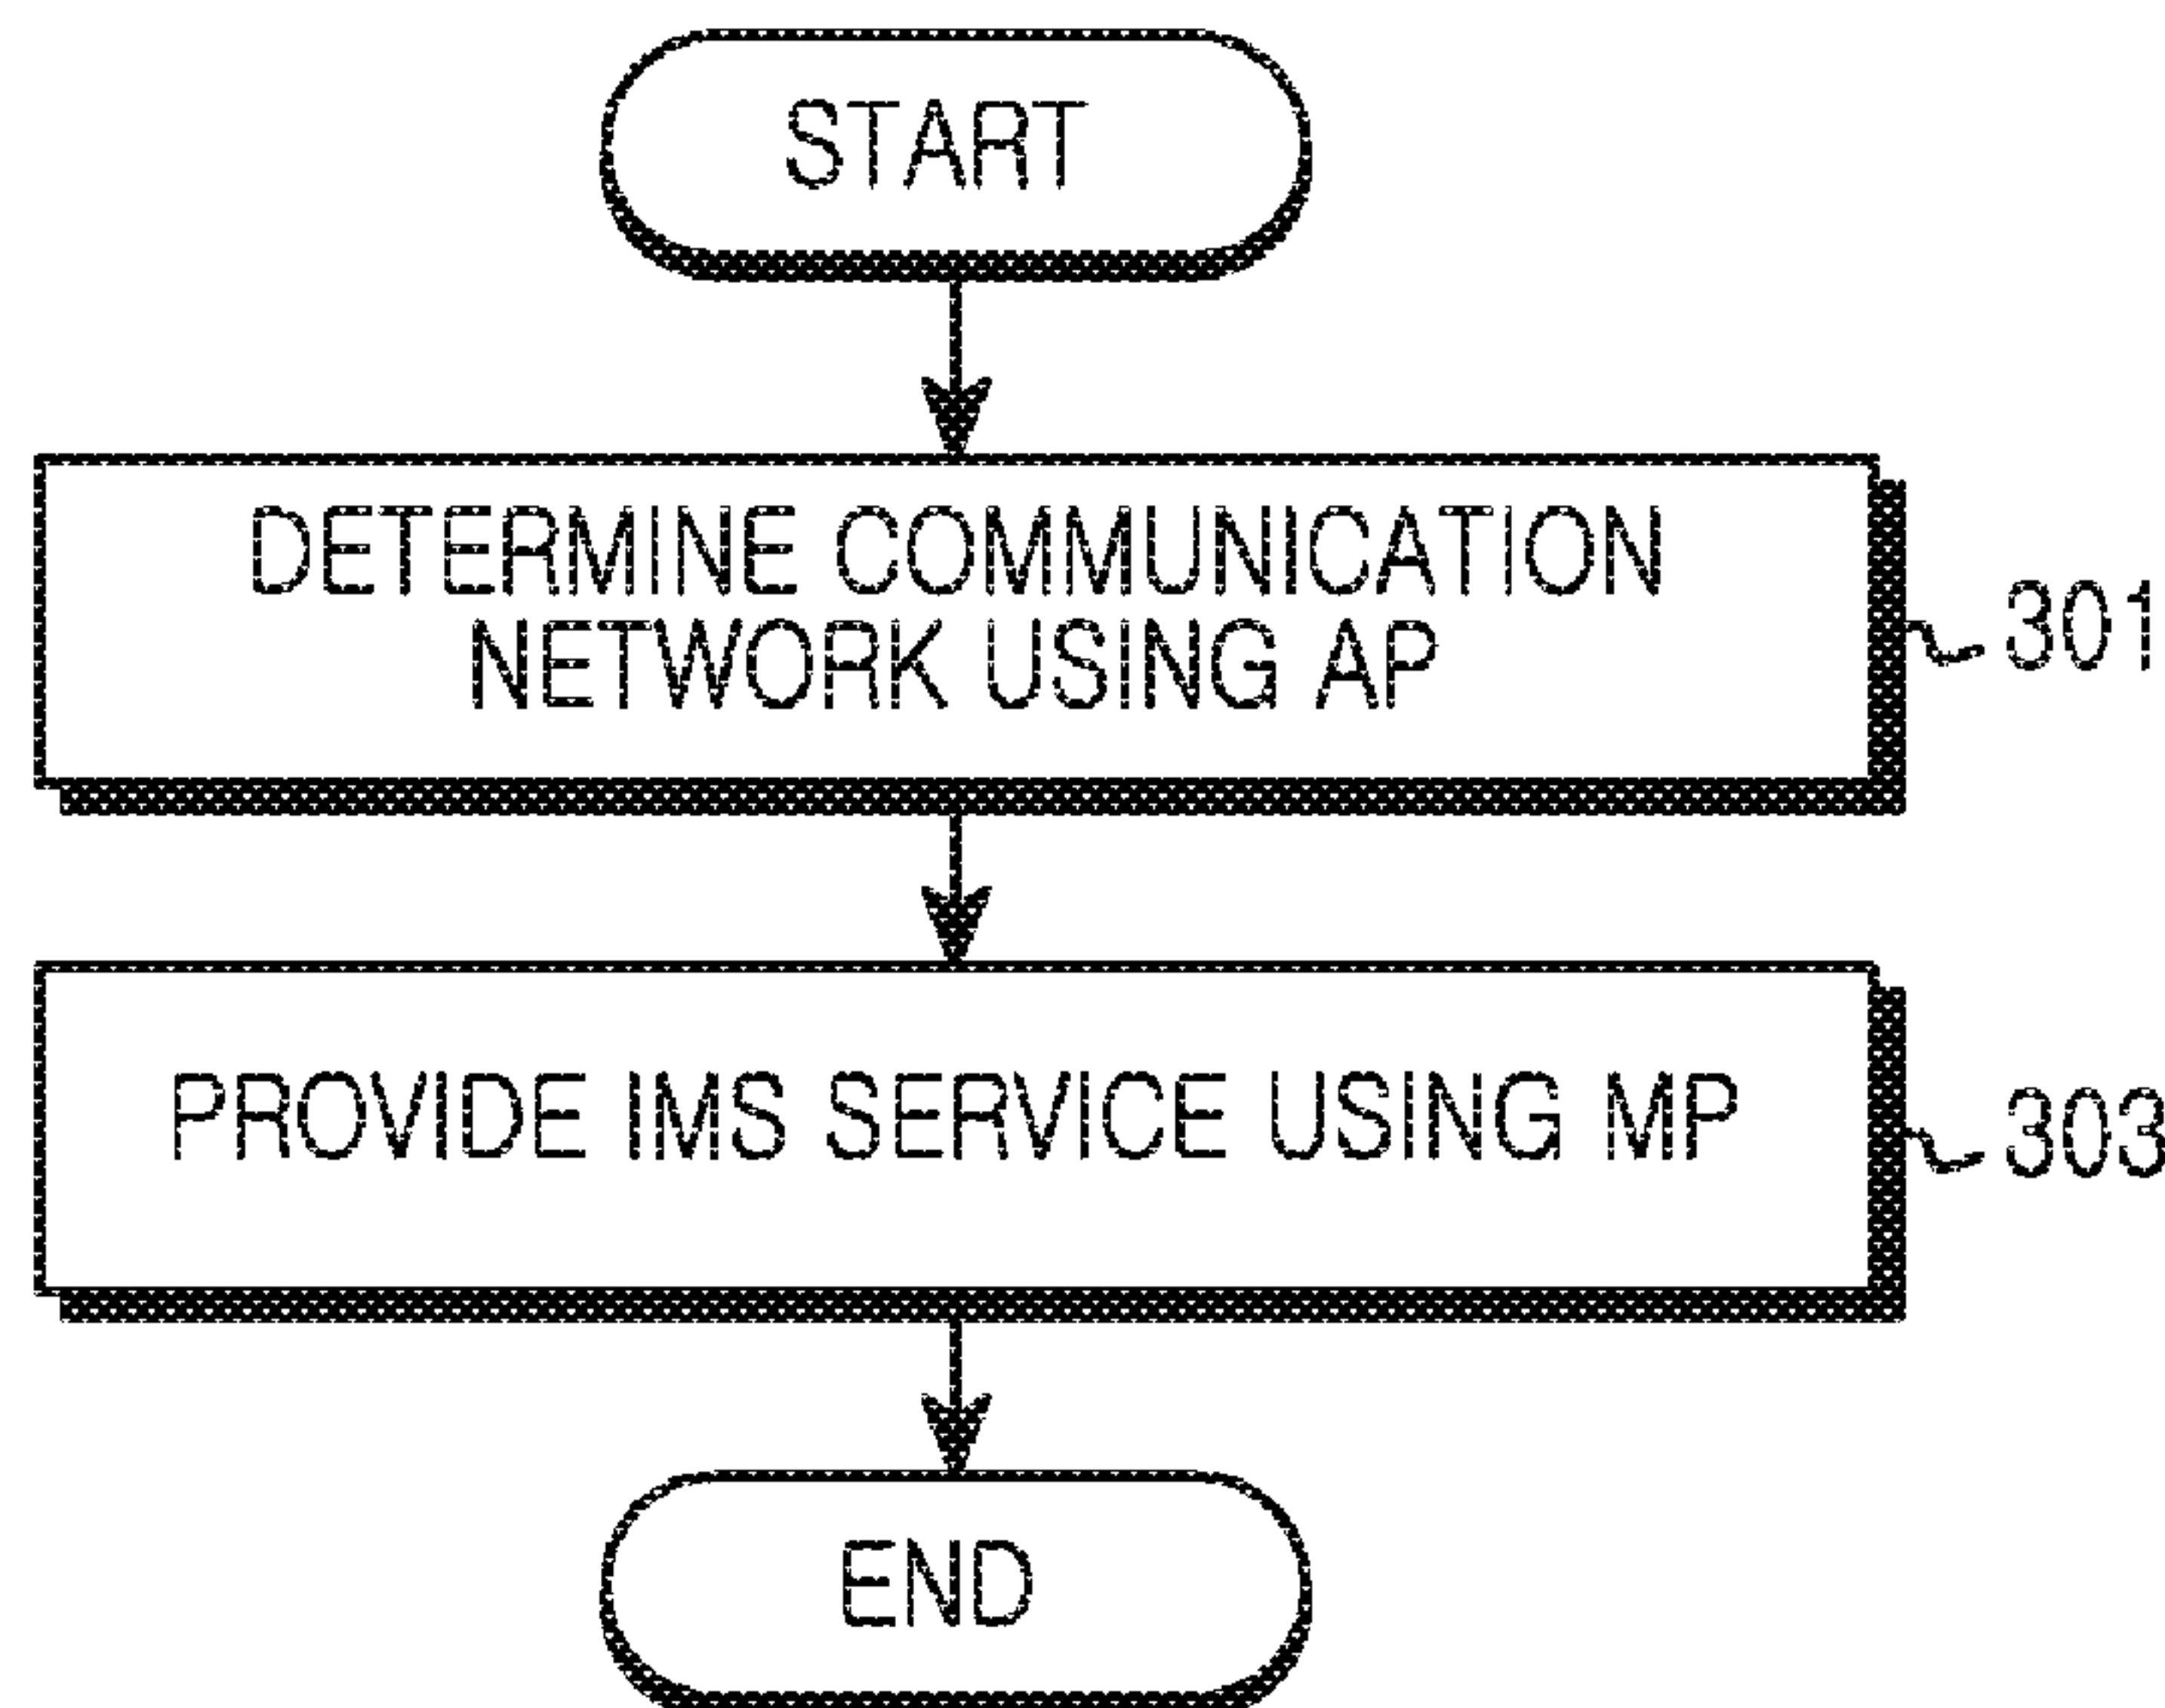 START
DETERMINE COMMUNICATION
NETWORK USING AP
301
PROVIDE IMS SERVICE USING MP
303
END